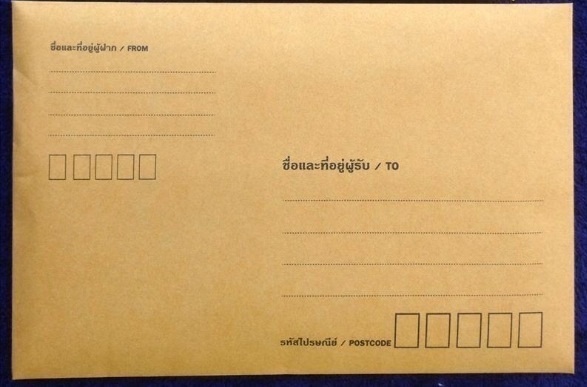 ชื่อและที่อยู่ผู้ฝาก / FROM
ชื่อและที่อยู่ผู้รับ / TO
รหัสไปรษณีย์ / POSTCODE